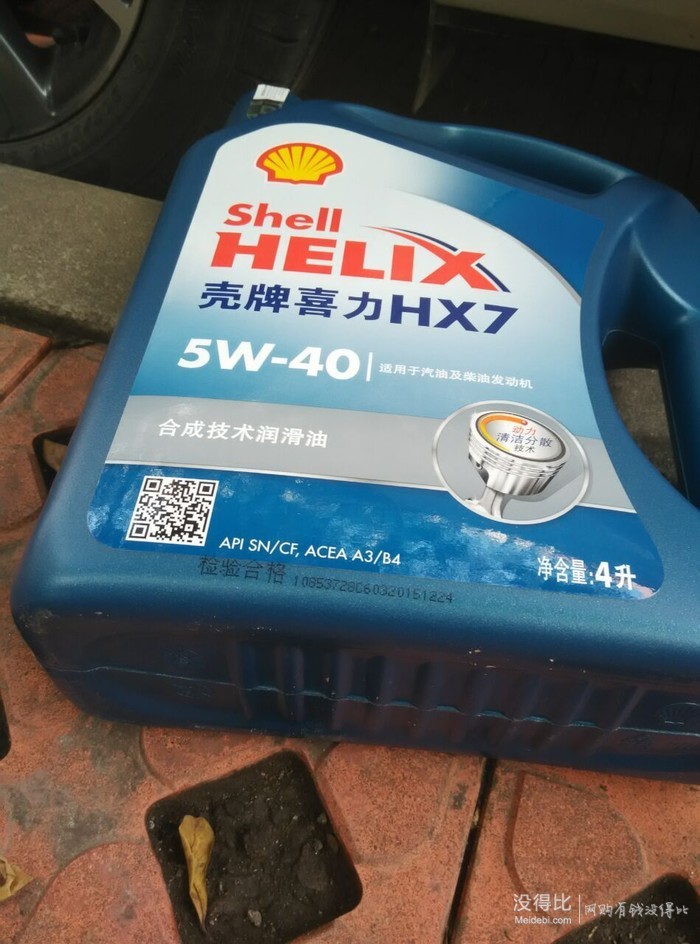 Shell
HELIX
壳牌喜力HX7
5W-40 适用于汽油及柴油发动机
合成技术润滑油
动力
清洁分散
技术
API SN/CF, ACEA A3/B4
净含量:4升
检验合格
没得比
Meidebi.com
网购有钱没得比